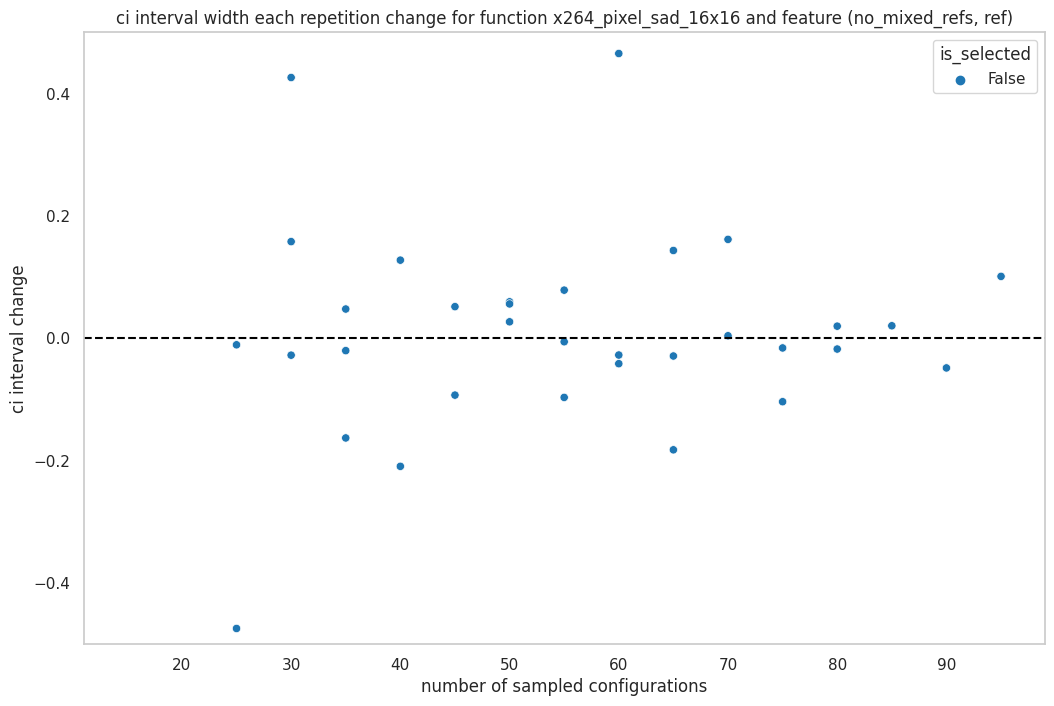 ci interval width each repetition change for function x264_pixel_sad_16x16 and feature (no_mixed_refs, ref)
is_selected
False
0.4
0.2
0.0
−0.2
−0.4
ci interval change
20 30 40 50 60 70 80 90
number of sampled configurations